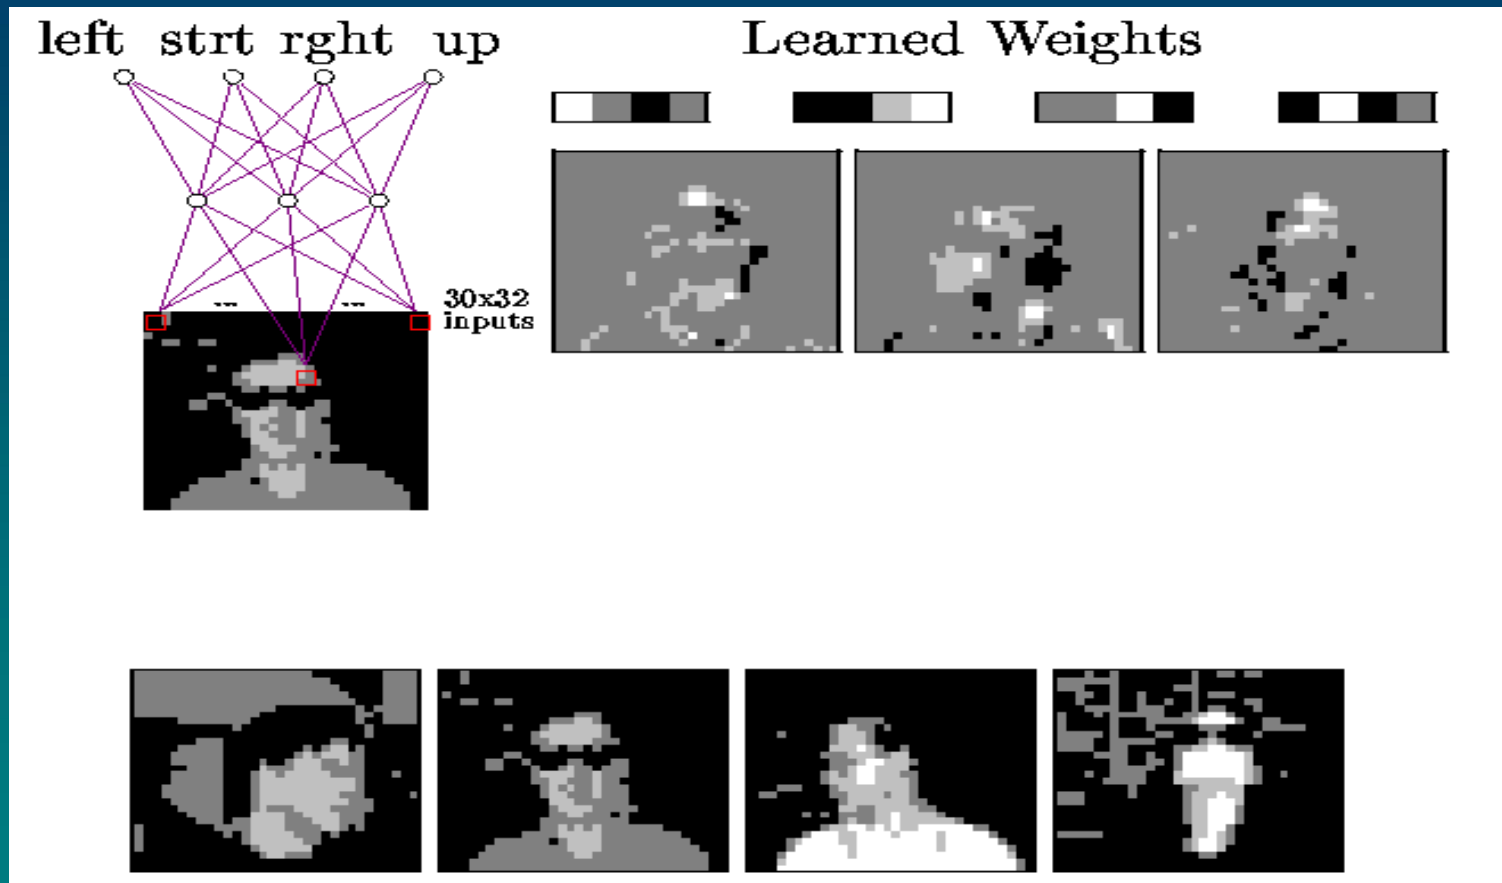 left strt rght up
Learned Weights
... ...
30x32
inputs